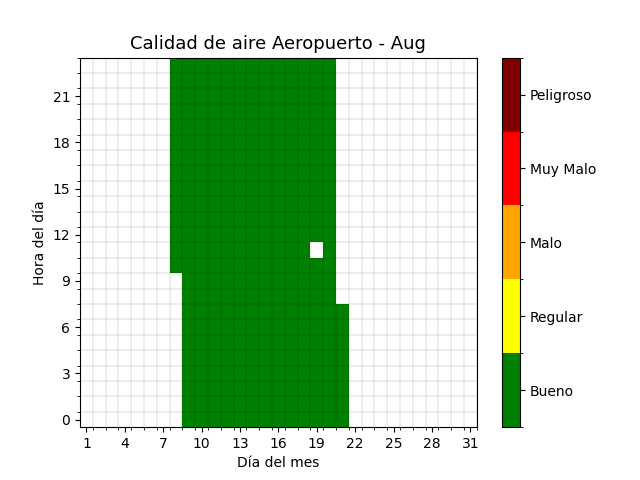 Calidad de aire Aeropuerto - Aug
Hora del día
21
18
15
12
9
6
3
0
1 4 7 10 13 16 19 22 25 28 31
Día del mes
Peligroso
Muy Malo
Malo
Regular
Bueno